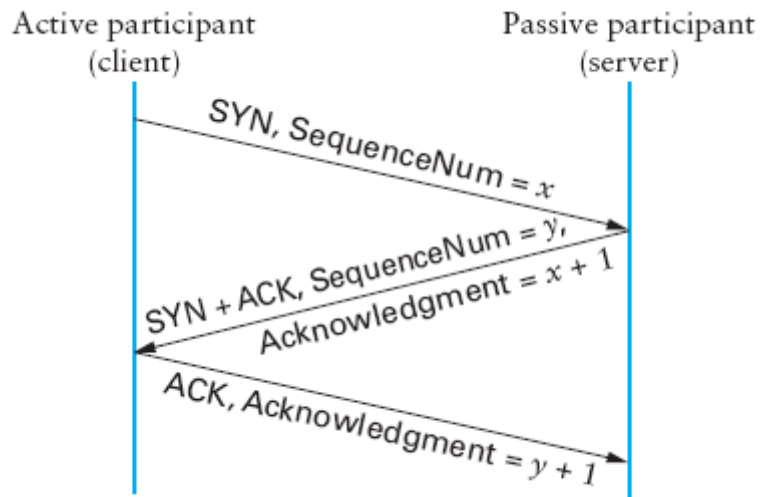 Active participant
(client)
Passive participant
(server)
SYN, SequenceNum = x
SYN + ACK, SequenceNum = y,
Acknowledgment = x + 1
ACK, Acknowledgment = y + 1